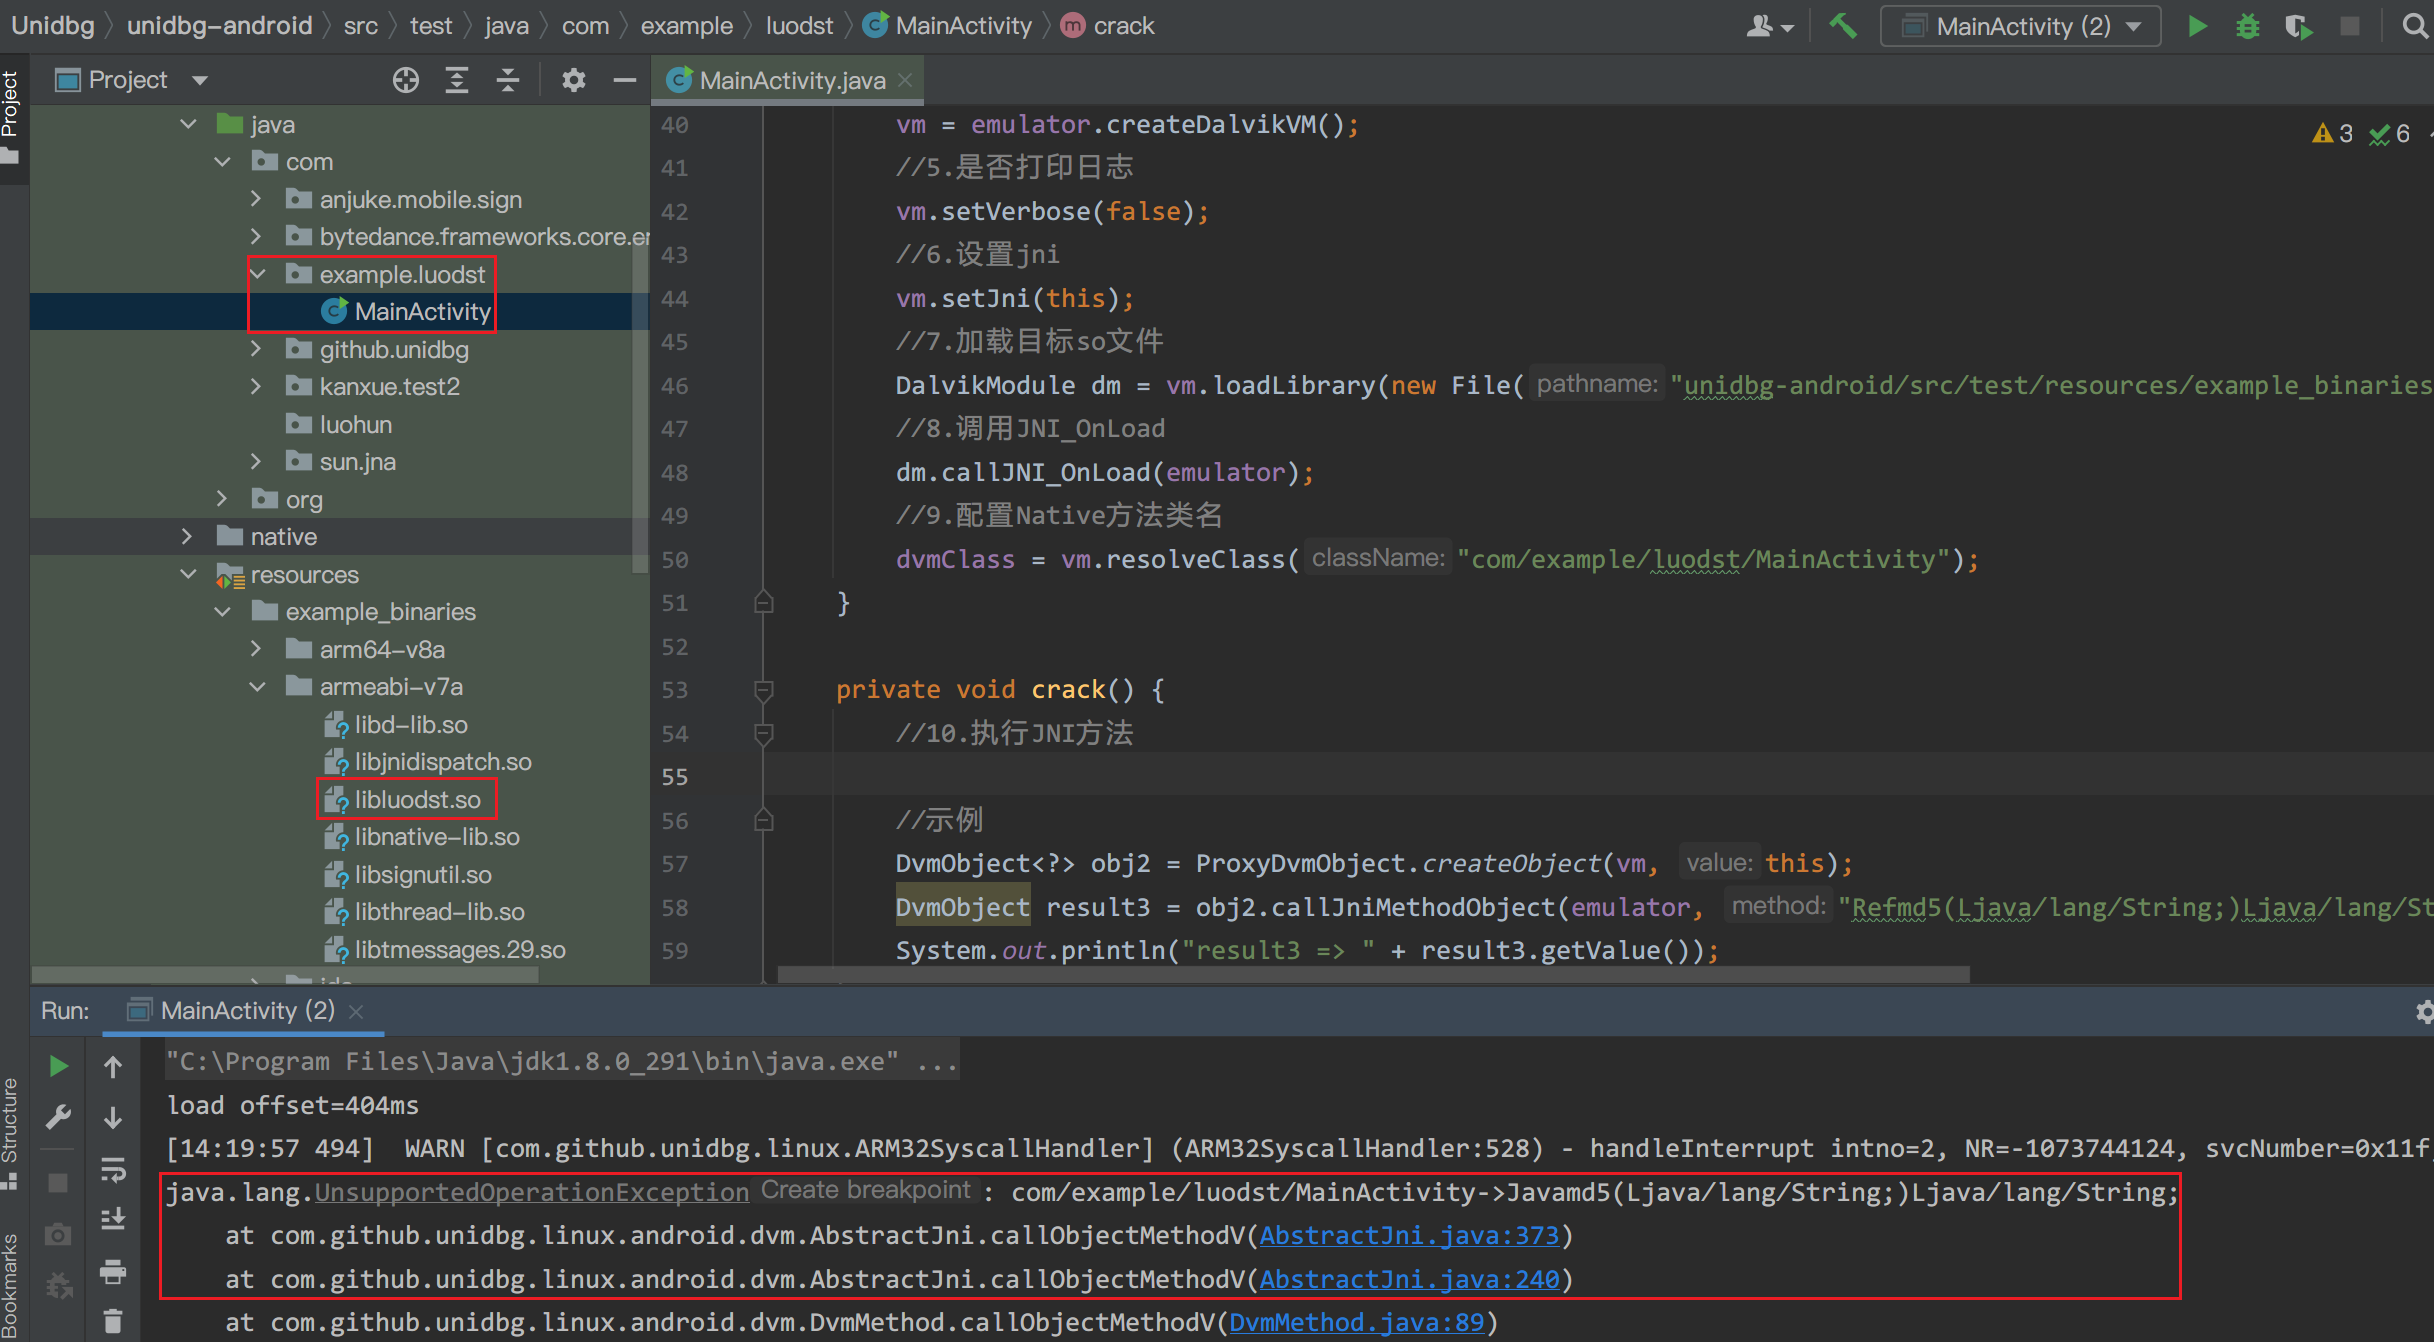 Unidbg unidbg-android src test java com example luodst MainActivity crack
MainActivity (2)
Project
MainActivity.java
3 6
Project
java
com
anjuke.mobile.sign
bytedance.frameworks.core.er
example.luodst
MainActivity
github.unidbg
kanxue.test2
luohun
sun.jna
org
native
resources
example_binaries
arm64-v8a
armeabi-v7a
libd-lib.so
libjnidispatch.so
libluodst.so
libnative-lib.so
libsignutil.so
libthread-lib.so
libtmessages.29.so
40 vm = emulator.createDalvikVM();
41 //5.是否打印日志
42 vm.setVerbose(false);
43 //6.设置jni
44 vm.setJni(this);
45 //7.加载目标so文件
46 DalvikModule dm = vm.loadLibrary(new File( pathname: "unidbg-android/src/test/resources/example_binaries
47 //8.调用JNI_OnLoad
48 dm.callJNI_OnLoad(emulator);
49 //9.配置Native方法类名
50 dvmClass = vm.resolveClass( className: "com/example/luodst/MainActivity");
51 }
52
53 private void crack() {
54 //10.执行JNI方法
55
56 //示例
57 DvmObject<?> obj2 = ProxyDvmObject.createObject(vm, value: this);
58 DvmObject result3 = obj2.callJniMethodObject(emulator, method: "Refmd5(Ljava/lang/String;)Ljava/lang/St
59 System.out.println("result3 => " + result3.getValue());
Run: MainActivity (2)
Structure
Bookmarks
"C:\Program Files\Java\jdk1.8.0_291\bin\java.exe" ...
load offset=404ms
[14:19:57 494] WARN [com.github.unidbg.linux.ARM32SyscallHandler] (ARM32SyscallHandler:528) - handleInterrupt intno=2, NR=-1073744124, svcNumber=0x11f,
java.lang.UnsupportedOperationException Create breakpoint : com/example/luodst/MainActivity->Javamd5(Ljava/lang/String;)Ljava/lang/String;
at com.github.unidbg.linux.android.dvm.AbstractJni.callObjectMethodV(AbstractJni.java:373)
at com.github.unidbg.linux.android.dvm.AbstractJni.callObjectMethodV(AbstractJni.java:240)
at com.github.unidbg.linux.android.dvm.DvmMethod.callObjectMethodV(DvmMethod.java:89)